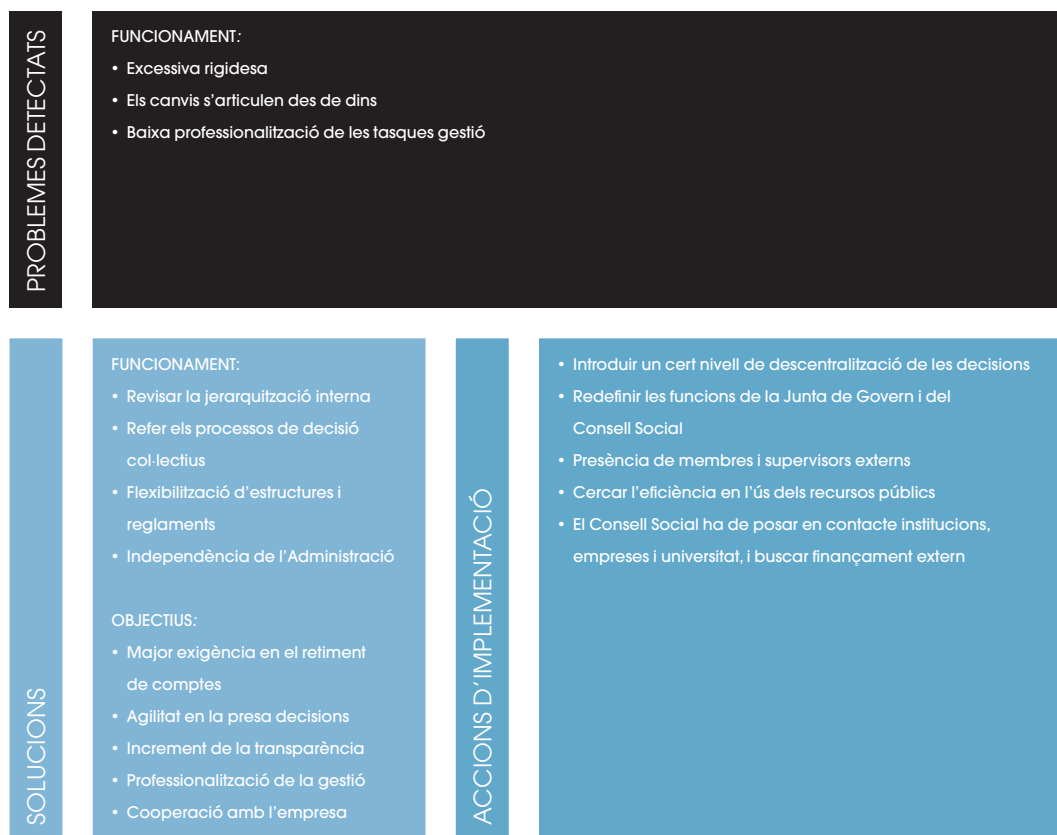 PROBLEMES DETECTATS
FUNCIONAMENT:
• Excessiva rigidesa
• Els canvis s'articulen des de dins
• Baixa professionalització de les tasques gestió
SOLUCIONS
FUNCIONAMENT:
• Revisar la jerarquització interna
• Refer els processos de decisió
col·lectius
• Flexibilització d'estructures i
reglaments
• Independència de l'Administració
OBJECTIUS:
• Major exigència en el retiment
de comptes
• Agilitat en la presa decisions
• Increment de la transparència
• Professionalització de la gestió
• Cooperació amb l'empresa
ACCIONS D'IMPLEMENTACIÓ
• Introduir un cert nivell de descentralització de les decisions
• Redefinir les funcions de la Junta de Govern i del
Consell Social
• Presència de membres i supervisors externs
• Cercar l'eficiència en l'ús dels recursos públics
• El Consell Social ha de posar en contacte institucions,
empreses i universitat, i buscar finançament extern